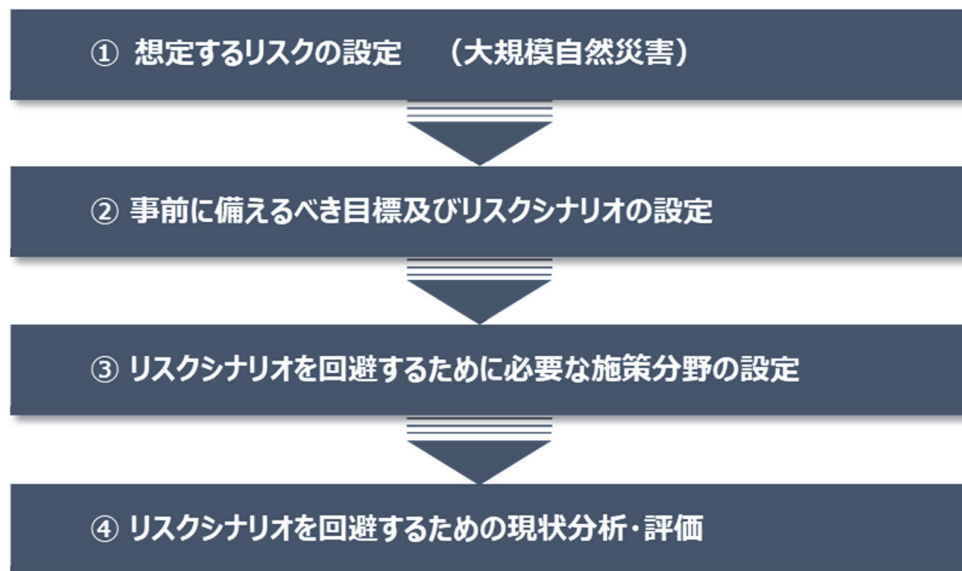 ① 想定するリスクの設定　（大規模自然災害）
② 事前に備えるべき目標及びリスクシナリオの設定
③ リスクシナリオを回避するために必要な施策分野の設定
④ リスクシナリオを回避するための現状分析・評価